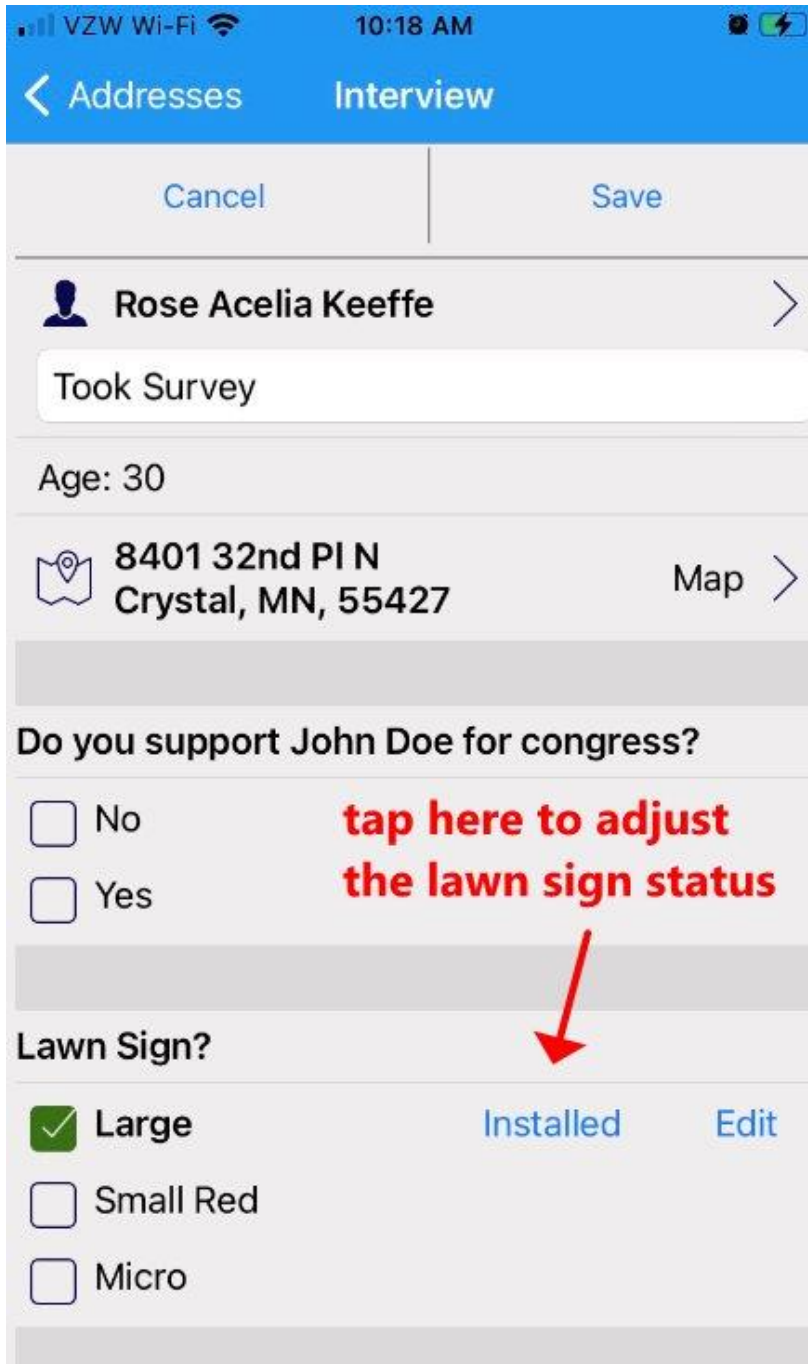 VZW Wi-Fi 10:18 AM
Addresses Interview
Cancel Save
Rose Acelia Keeffe
Took Survey
Age: 30
8401 32nd Pl N
Crystal, MN, 55427
Map
Do you support John Doe for congress?
No
Yes
tap here to adjust
the lawn sign status
Lawn Sign?
Large Installed Edit
Small Red
Micro